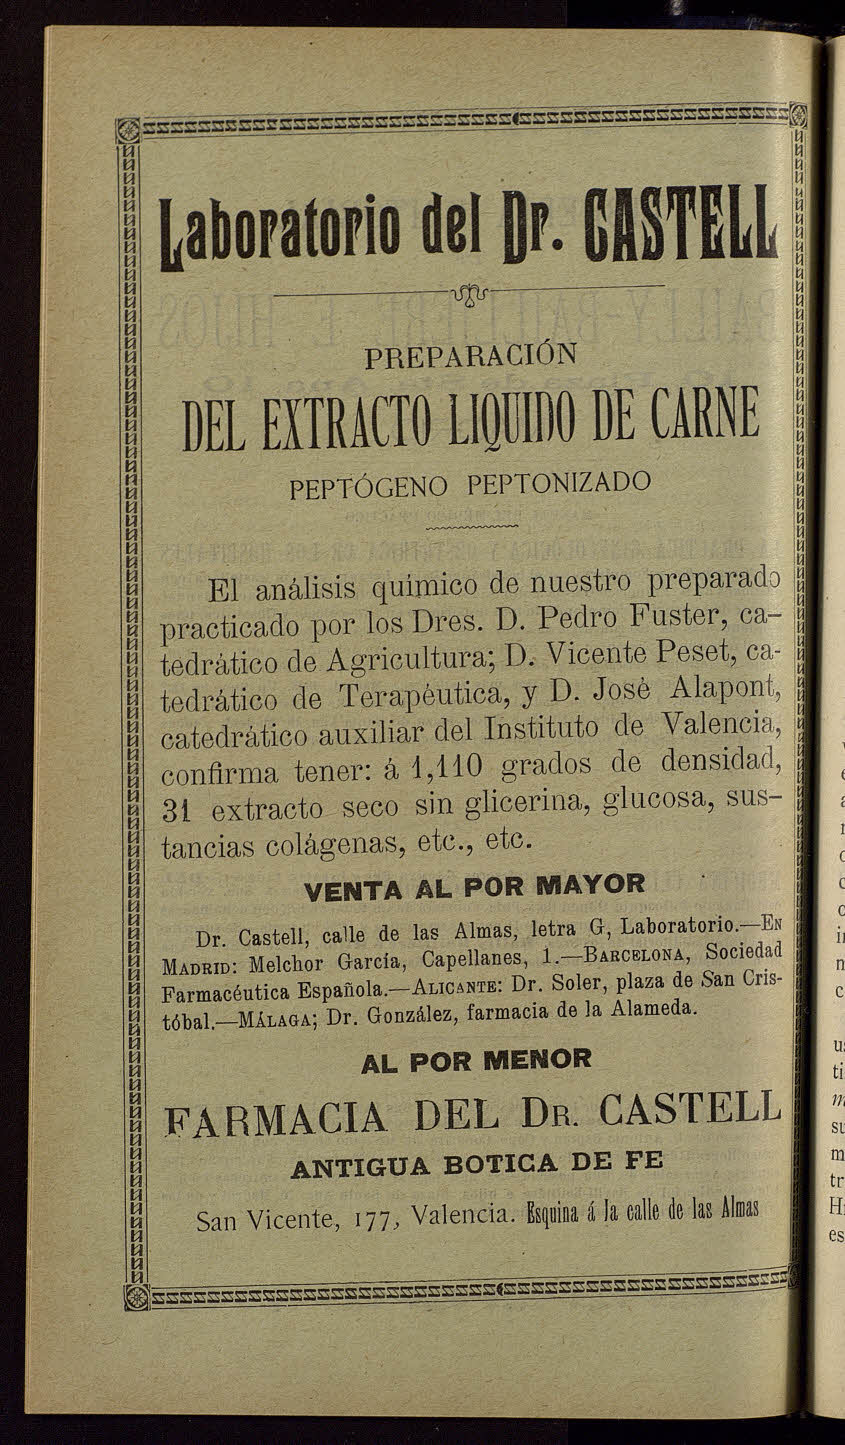 Laboratorio del Dr. CASTELL
PREPARACIÓN
DEL EXTRACTO LIQUIDO DE CARNE
PEPTÓGENO PEPTONIZADO
El análisis químico de nuestro preparado
practicado por los Dres. D. Pedro Fuster, ca-
tedrático de Agricultura; D. Vicente Peset, ca-
tedrático de Terapéutica, y D. José Alapont,
catedrático auxiliar del Instituto de Valencia,
confirma tener: á 1,110 grados de densidad,
31 extracto seco sin glicerina, glucosa, sus-
tancias colágenas, etc., etc.
VENTA AL POR MAYOR
Dr. Castell, calle de las Almas, letra G, Laboratorio.—EN
MADRID: Melchor García, Capellanes, 1.—BARCELONA, Sociedad
Farmacéutica Española.—ALICANTE: Dr. Soler, plaza de San Cris-
tóbal.—MÁLAGA; Dr. González, farmacia de la Alameda.
AL POR MENOR
FARMACIA DEL DR. CASTELL
ANTIGUA BOTICA DE FE
San Vicente, 177, Valencia. Esquina á la calle de las Almas